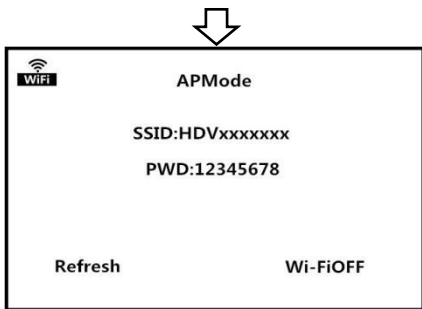 WiFi
APMode
SSID:HDVxxxxxxx
PWD:12345678
Refresh Wi-FiOFF